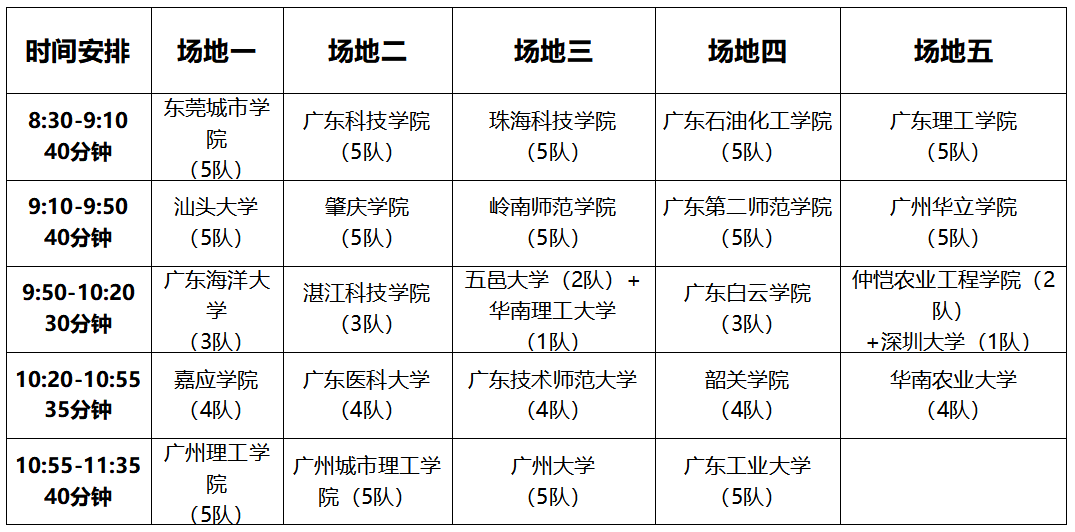 时间安排
场地一
场地二
场地三
场地四
场地五
8:30-9:10
40分钟
东莞城市学
院
（5队）
广东科技学院
（5队）
珠海科技学院
（5队）
广东石油化工学院
（5队）
广东理工学院
（5队）
9:10-9:50
40分钟
汕头大学
（5队）
肇庆学院
（5队）
岭南师范学院
（5队）
广东第二师范学院
（5队）
广州华立学院
（5队）
9:50-10:20
30分钟
广东海洋大
学
（3队）
湛江科技学院
（3队）
五邑大学（2队）+
华南理工大学
（1队）
广东白云学院
（3队）
仲恺农业工程学院（2
队）
+深圳大学（1队）
10:20-10:55
35分钟
嘉应学院
（4队）
广东医科大学
（4队）
广东技术师范大学
（4队）
韶关学院
（4队）
华南农业大学
（4队）
10:55-11:35
40分钟
广州理工学
院
（5队）
广州城市理工学
院（5队）
广州大学
（5队）
广东工业大学
（5队）